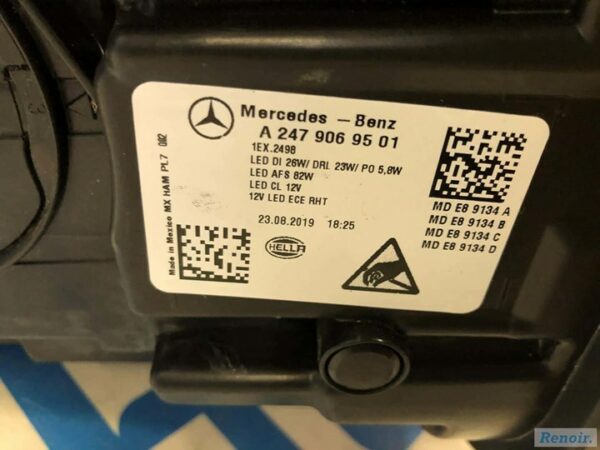 Mercedes - Benz
A 247 906 95 01
1EX.2498
LED DI 26W/ DRL 23W/ PO 5,8W
LED AFS 82W
LED CL 12V
12V LED ECE RHT
23.08.2019 18:25
HELLA
MD E8 9134 A
MD E8 9134 B
MD E8 9134 C
MD E8 9134 D
Made in Mexico MX HAM PL7 002
Renoir.